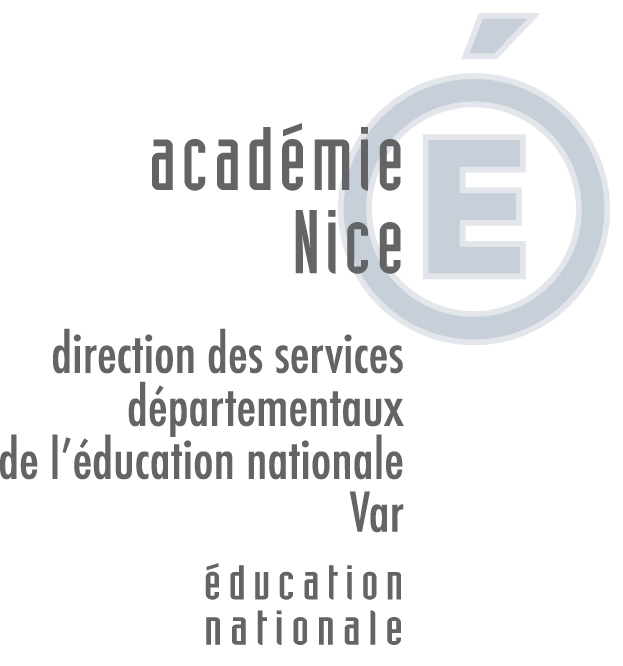 académie
Nice
É
direction des services
départementaux
de l'éducation nationale
Var
éducation
nationale